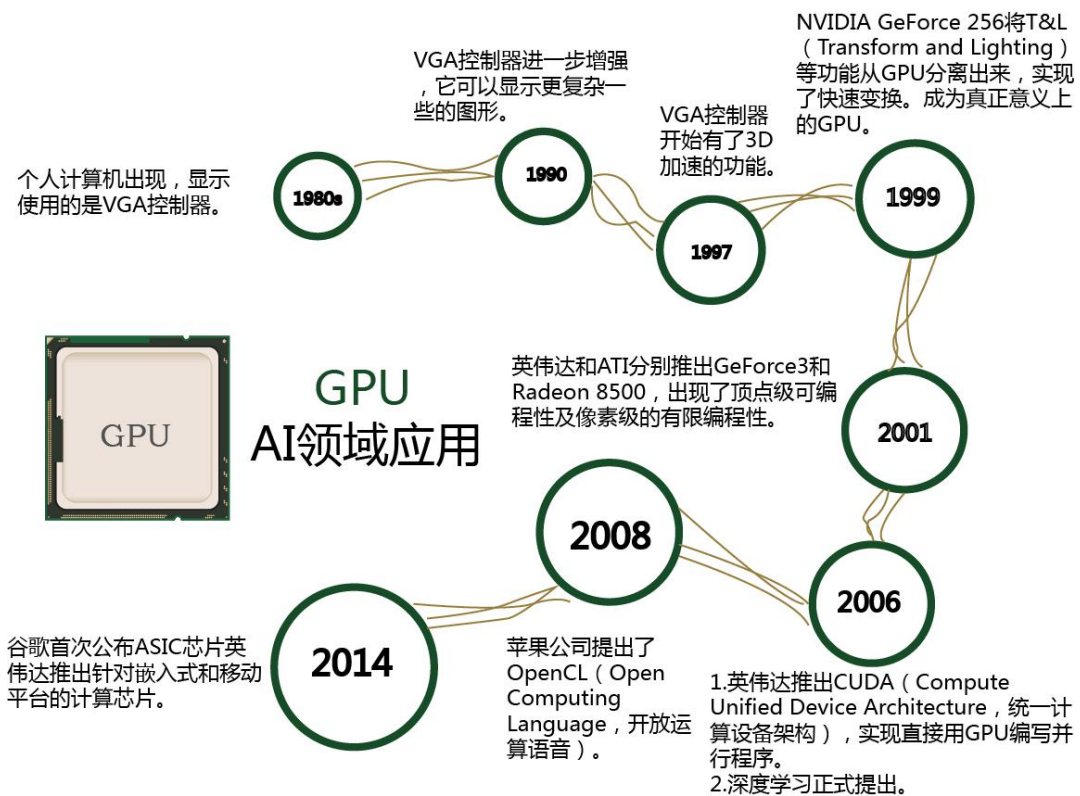 个人计算机出现，显示
使用的是VGA控制器。
1980s
VGA控制器进一步增强
，它可以显示更复杂一
些的图形。
1990
VGA控制器
开始有了3D
加速的功能。
1997
NVIDIA GeForce 256将T&L
（Transform and Lighting）
等功能从GPU分离出来，实现
了快速变换。成为真正意义上
的GPU。
1999
GPU
GPU
AI领域应用
英伟达和ATI分别推出GeForce3和
Radeon 8500，出现了顶点级可编
程性及像素级的有限编程性。
2001
2006
1.英伟达推出CUDA（Compute
Unified Device Architecture，统一计
算设备架构），实现直接用GPU编写并
行程序。
2.深度学习正式提出。
2008
苹果公司提出了
OpenCL（Open
Computing
Language，开放运
算语音）。
2014
谷歌首次公布ASIC芯片英
伟达推出针对嵌入式和移动
平台的计算芯片。